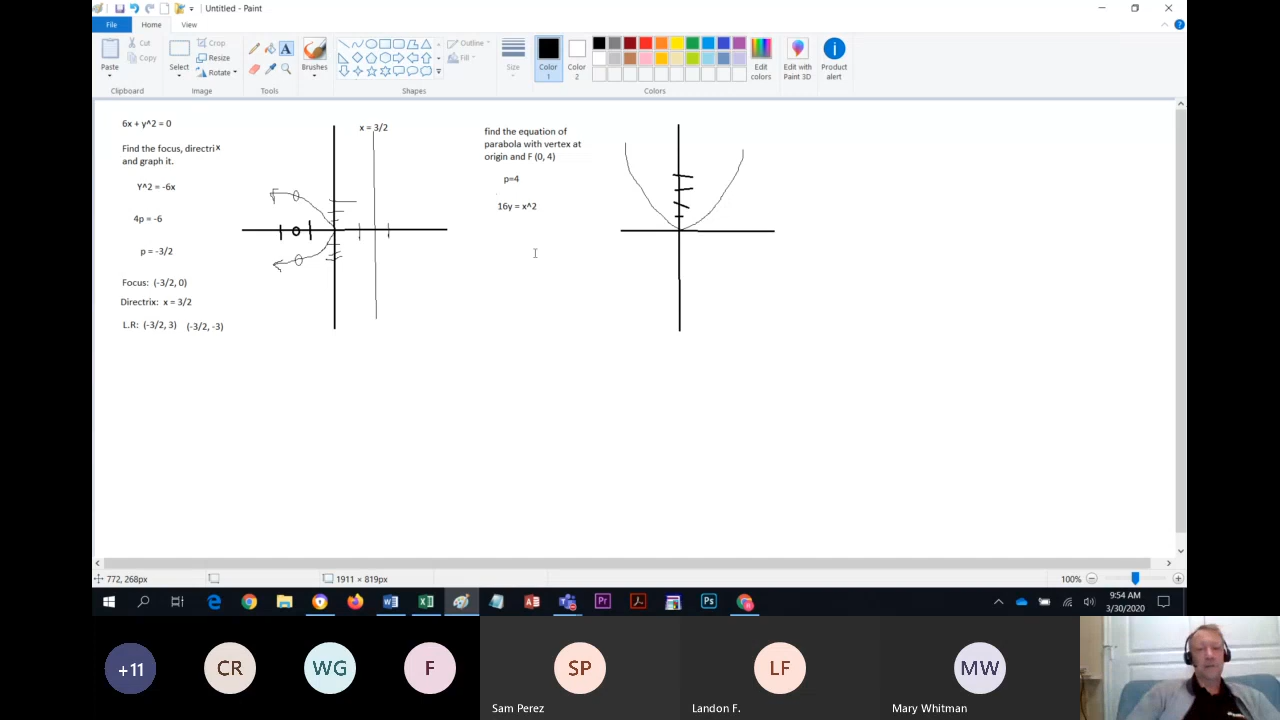 Untitled - Paint
File
Home
View
Paste
Cut
Copy
Clipboard
Select
Crop
Resize
Rotate
Image
A
Tools
Brushes
Shapes
Outline
Fill
Size
Color
1
Color
2
Colors
Edit
colors
Edit with
Paint 3D
Product
alert
6x + y^2 = 0
Find the focus, directrix
and graph it.
Y^2 = -6x
4p = -6
p = -3/2
Focus: (-3/2, 0)
Directrix: x = 3/2
L.R: (-3/2, 3) (-3/2, -3)
x = 3/2
find the equation of
parabola with vertex at
origin and F (0, 4)
p=4
16y = x^2
772, 268px
1911 × 819px
100%
9:54 AM
3/30/2020
+11
CR
WG
F
SP
Sam Perez
LF
Landon F.
MW
Mary Whitman